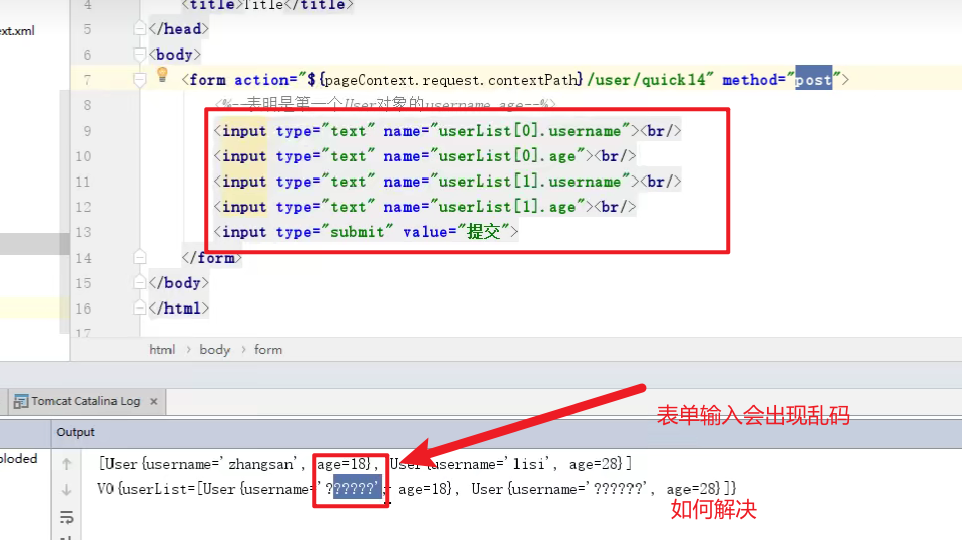 4 <title>Title</title>
ext.xml
5 </head>
6 <body>
7 <form action="${pageContext.request.contextPath}/user/quick14" method="post">
8 <%--表明是第一个User对象的username age--%>
9 <input type="text" name="userList[0].username"><br/>
10 <input type="text" name="userList[0].age"><br/>
11 <input type="text" name="userList[1].username"><br/>
12 <input type="text" name="userList[1].age"><br/>
13 <input type="submit" value="提交">
14 </form>
15 </body>
16 </html>
17
html › body › form
Tomcat Catalina Log ×
表单输入会出现乱码
Output
ploded
[User{username='zhangsan', age=18}, User{username='lisi', age=28}]
VO{userList=[User{username='??????', age=18}, User{username='??????', age=28}]}
如何解决